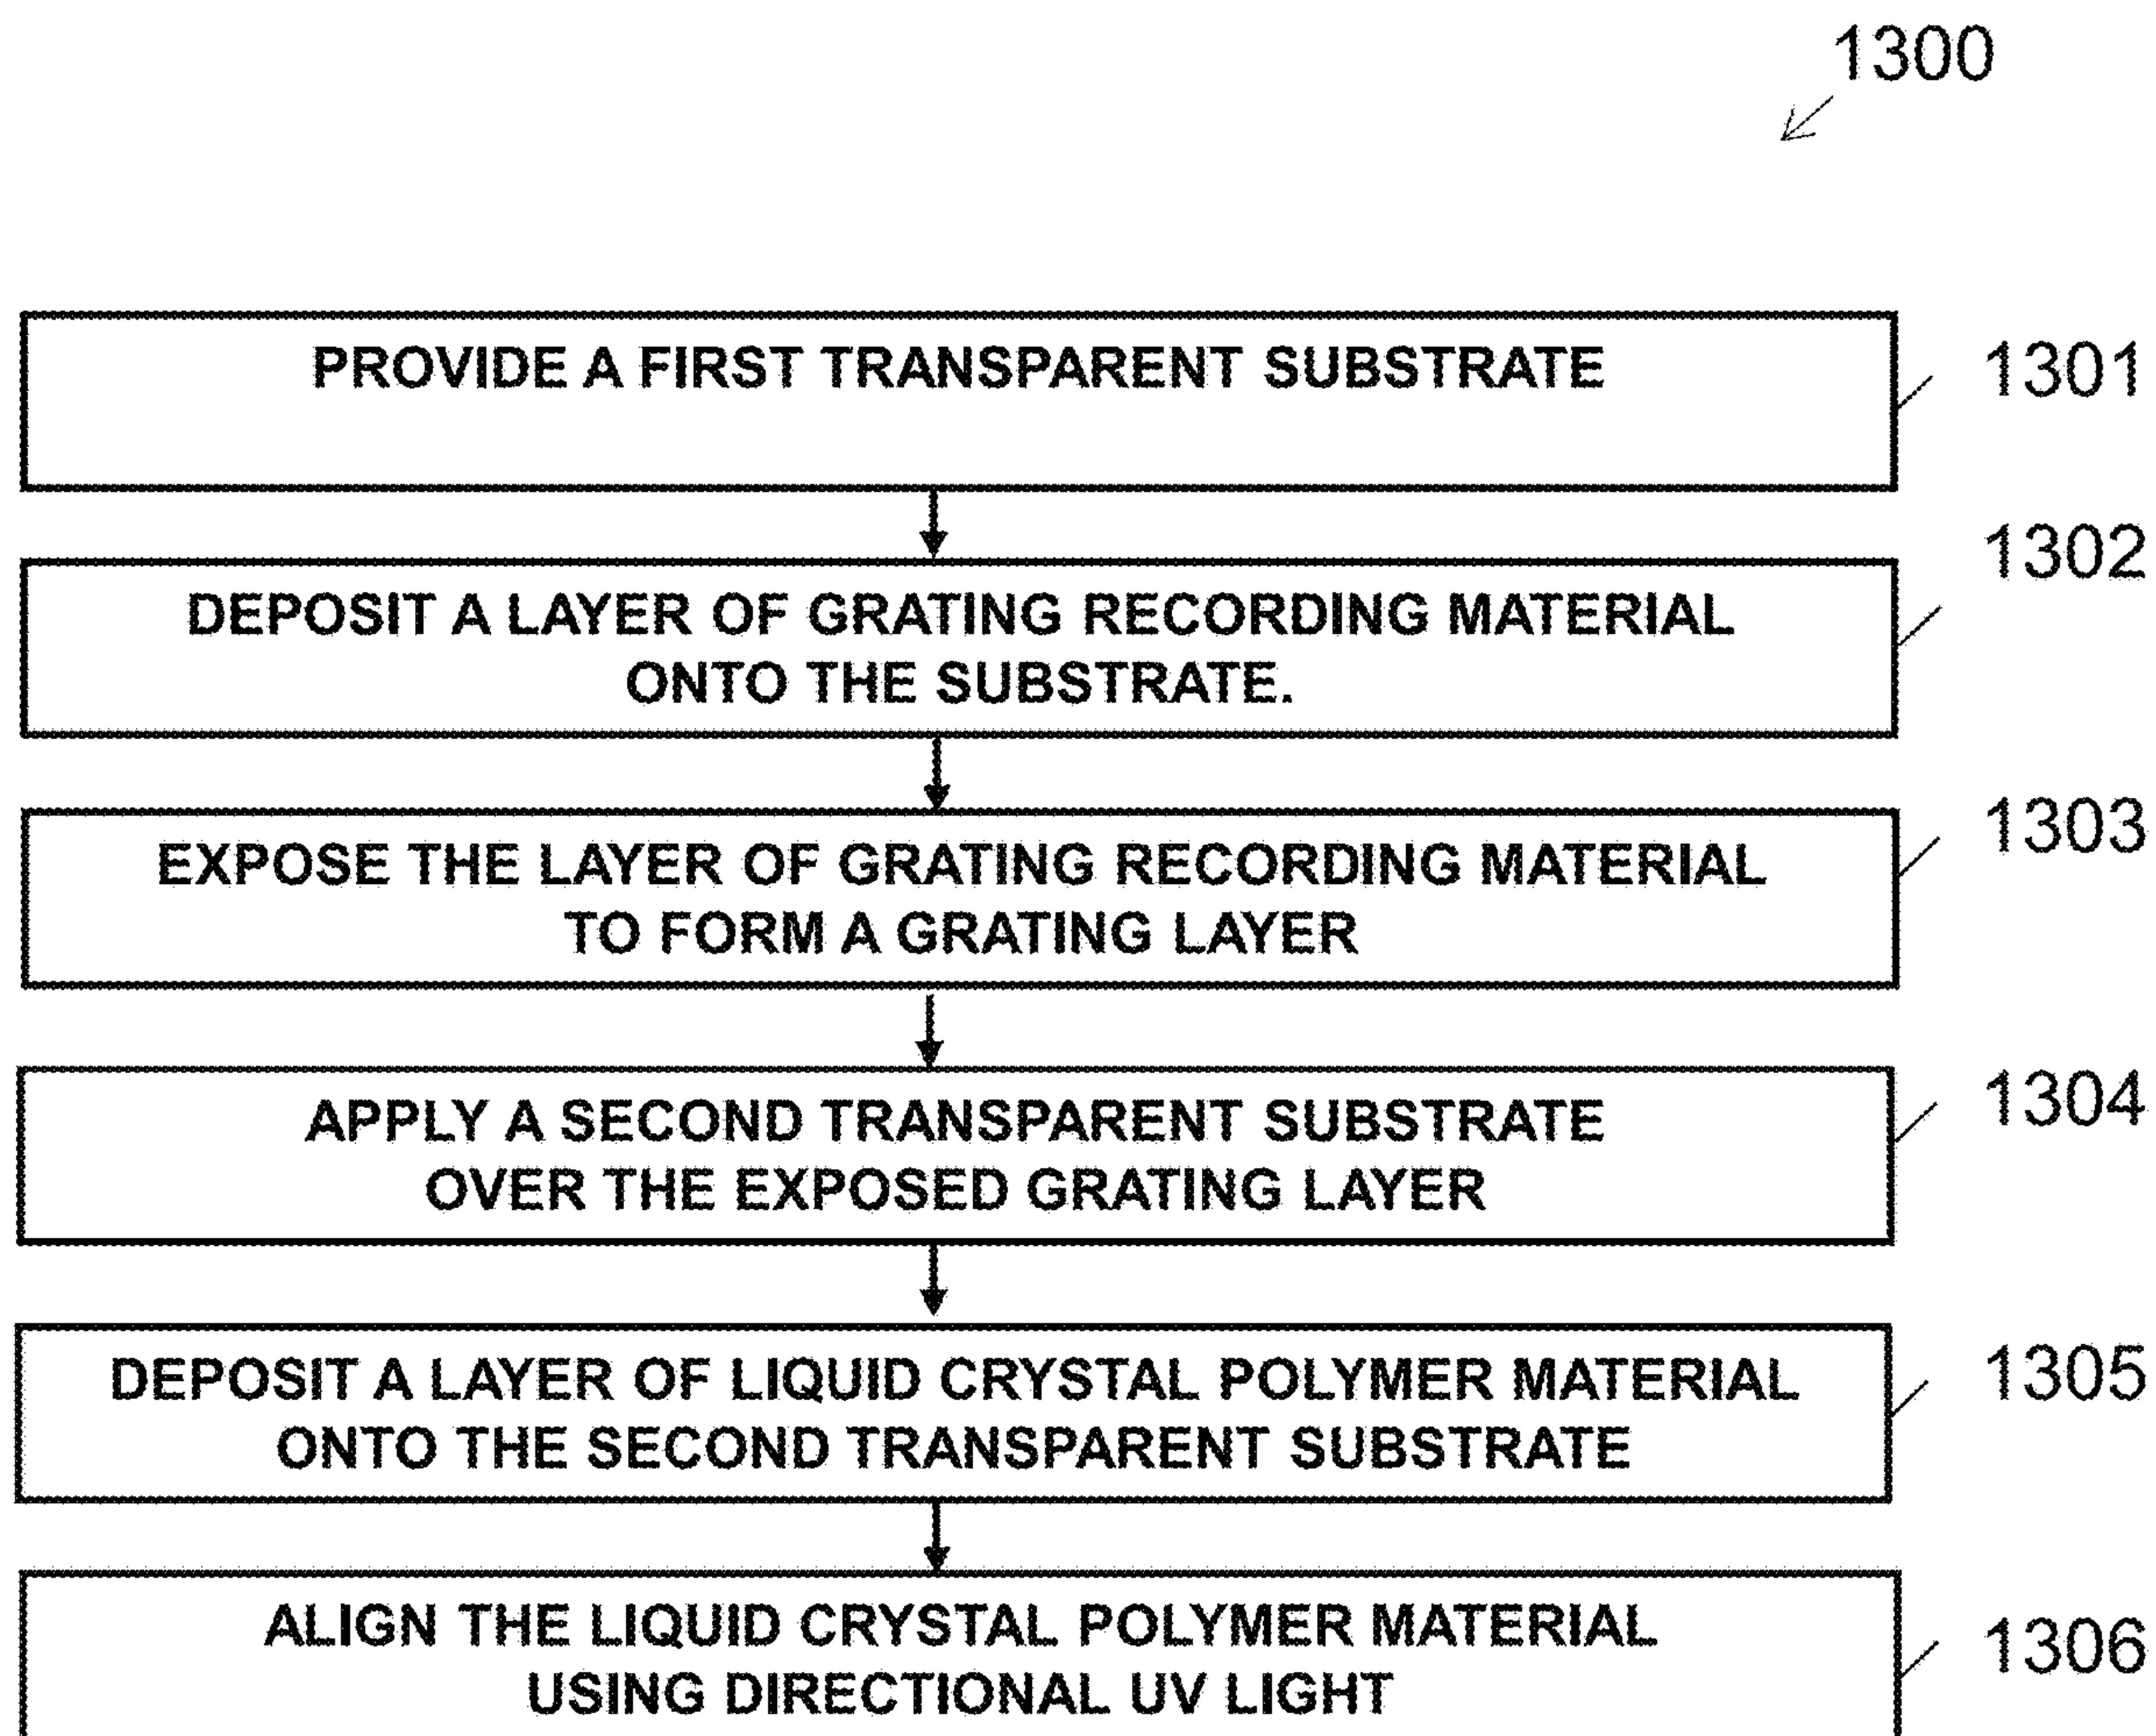 1300
PROVIDE A FIRST TRANSPARENT SUBSTRATE
1301
DEPOSIT A LAYER OF GRATING RECORDING MATERIAL
ONTO THE SUBSTRATE.
1302
EXPOSE THE LAYER OF GRATING RECORDING MATERIAL
TO FORM A GRATING LAYER
1303
APPLY A SECOND TRANSPARENT SUBSTRATE
OVER THE EXPOSED GRATING LAYER
1304
DEPOSIT A LAYER OF LIQUID CRYSTAL POLYMER MATERIAL
ONTO THE SECOND TRANSPARENT SUBSTRATE
1305
ALIGN THE LIQUID CRYSTAL POLYMER MATERIAL
USING DIRECTIONAL UV LIGHT
1306